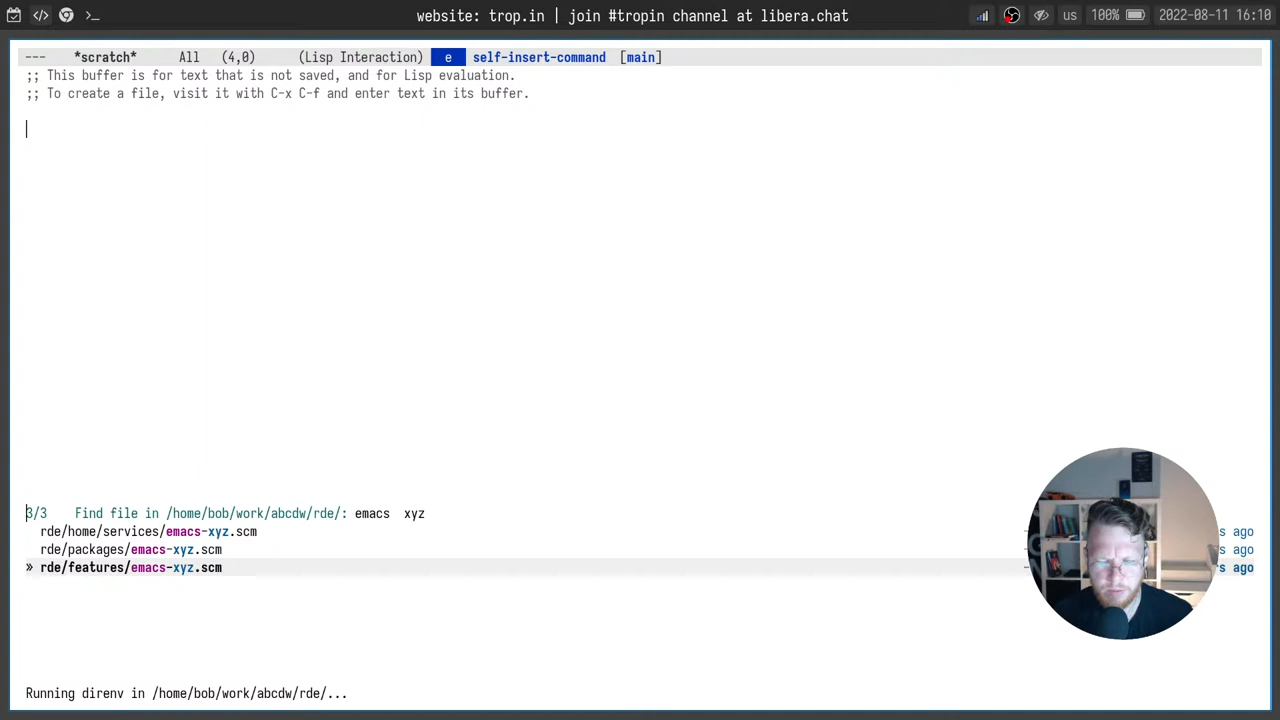 website: trop.in | join #tropin channel at libera.chat
us 100% 2022-08-11 16:10
--- *scratch* All (4,0) (Lisp Interaction) e self-insert-command [main]
;; This buffer is for text that is not saved, and for Lisp evaluation.
;; To create a file, visit it with C-x C-f and enter text in its buffer.
3/3 Find file in /home/bob/work/abcdw/rde/: emacs  xyz
rde/home/services/emacs-xyz.scm s ago
rde/packages/emacs-xyz.scm s ago
» rde/features/emacs-xyz.scm ago
Running direnv in /home/bob/work/abcdw/rde/...